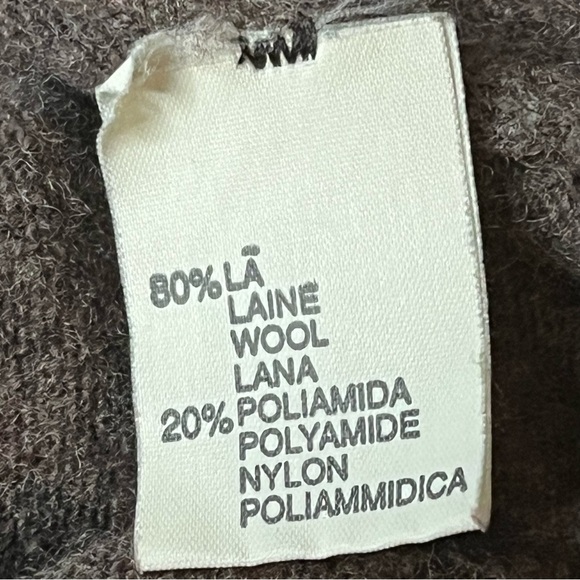 80% LÃ
LAINE
WOOL
LANA
20% POLIAMIDA
POLYAMIDE
NYLON
POLIAMMIDICA